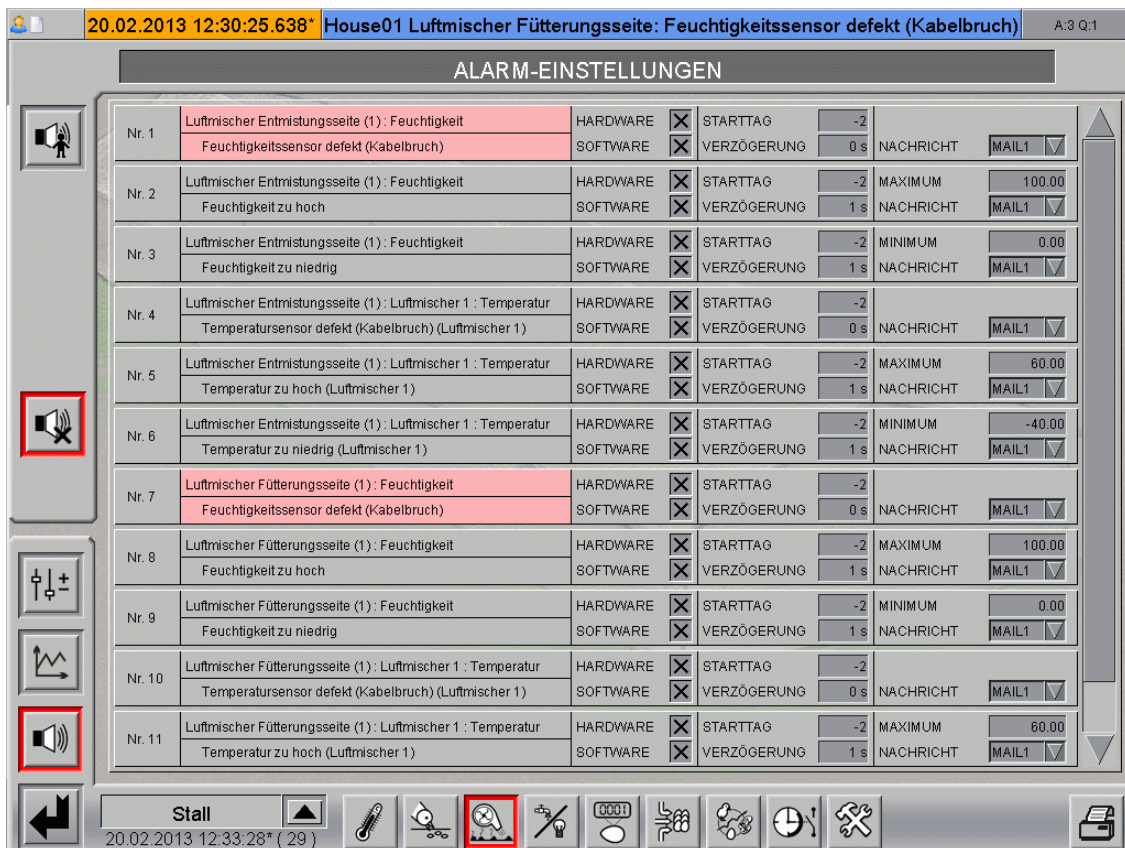 20.02.2013 12:30:25.638* House01 Luftmischer Fütterungsseite: Feuchtigkeitssensor defekt (Kabelbruch) A:3 Q:1
ALARM-EINSTELLUNGEN
Nr. 1 Luftmischer Entmistungsseite (1) : Feuchtigkeit HARDWARE X STARTTAG -2
Feuchtigkeitssensor defekt (Kabelbruch) SOFTWARE X VERZÖGERUNG 0 s NACHRICHT MAIL1
Nr. 2 Luftmischer Entmistungsseite (1) : Feuchtigkeit HARDWARE X STARTTAG -2 MAXIMUM 100.00
Feuchtigkeit zu hoch SOFTWARE X VERZÖGERUNG 1 s NACHRICHT MAIL1
Nr. 3 Luftmischer Entmistungsseite (1) : Feuchtigkeit HARDWARE X STARTTAG -2 MINIMUM 0.00
Feuchtigkeit zu niedrig SOFTWARE X VERZÖGERUNG 1 s NACHRICHT MAIL1
Nr. 4 Luftmischer Entmistungsseite (1) : Luftmischer 1 : Temperatur HARDWARE X STARTTAG -2
Temperatursensor defekt (Kabelbruch) (Luftmischer 1) SOFTWARE X VERZÖGERUNG 0 s NACHRICHT MAIL1
Nr. 5 Luftmischer Entmistungsseite (1) : Luftmischer 1 : Temperatur HARDWARE X STARTTAG -2 MAXIMUM 60.00
Temperatur zu hoch (Luftmischer 1) SOFTWARE X VERZÖGERUNG 1 s NACHRICHT MAIL1
Nr. 6 Luftmischer Entmistungsseite (1) : Luftmischer 1 : Temperatur HARDWARE X STARTTAG -2 MINIMUM -40.00
Temperatur zu niedrig (Luftmischer 1) SOFTWARE X VERZÖGERUNG 1 s NACHRICHT MAIL1
Nr. 7 Luftmischer Fütterungsseite (1) : Feuchtigkeit HARDWARE X STARTTAG -2
Feuchtigkeitssensor defekt (Kabelbruch) SOFTWARE X VERZÖGERUNG 0 s NACHRICHT MAIL1
Nr. 8 Luftmischer Fütterungsseite (1) : Feuchtigkeit HARDWARE X STARTTAG -2 MAXIMUM 100.00
Feuchtigkeit zu hoch SOFTWARE X VERZÖGERUNG 1 s NACHRICHT MAIL1
Nr. 9 Luftmischer Fütterungsseite (1) : Feuchtigkeit HARDWARE X STARTTAG -2 MINIMUM 0.00
Feuchtigkeit zu niedrig SOFTWARE X VERZÖGERUNG 1 s NACHRICHT MAIL1
Nr. 10 Luftmischer Fütterungsseite (1) : Luftmischer 1 : Temperatur HARDWARE X STARTTAG -2
Temperatursensor defekt (Kabelbruch) (Luftmischer 1) SOFTWARE X VERZÖGERUNG 0 s NACHRICHT MAIL1
Nr. 11 Luftmischer Fütterungsseite (1) : Luftmischer 1 : Temperatur HARDWARE X STARTTAG -2 MAXIMUM 60.00
Temperatur zu hoch (Luftmischer 1) SOFTWARE X VERZÖGERUNG 1 s NACHRICHT MAIL1
Stall
20.02.2013 12:33:28* ( 29 )
0001